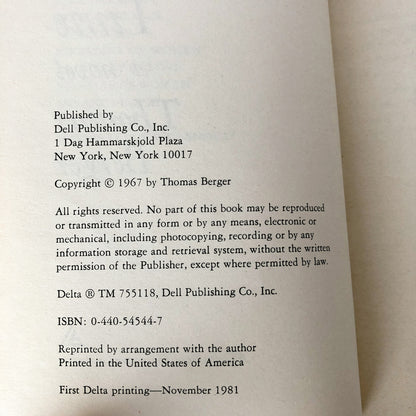 Published by
Dell Publishing Co., Inc.
1 Dag Hammarskjold Plaza
New York, New York 10017
Copyright © 1967 by Thomas Berger
All rights reserved. No part of this book may be reproduced
or transmitted in any form or by any means, electronic or
mechanical, including photocopying, recording or by any
information storage and retrieval system, without the written
permission of the Publisher, except where permitted by law.
Delta ® TM 755118, Dell Publishing Co., Inc.
ISBN: 0-440-54544-7
Reprinted by arrangement with the author
Printed in the United States of America
First Delta printing—November 1981